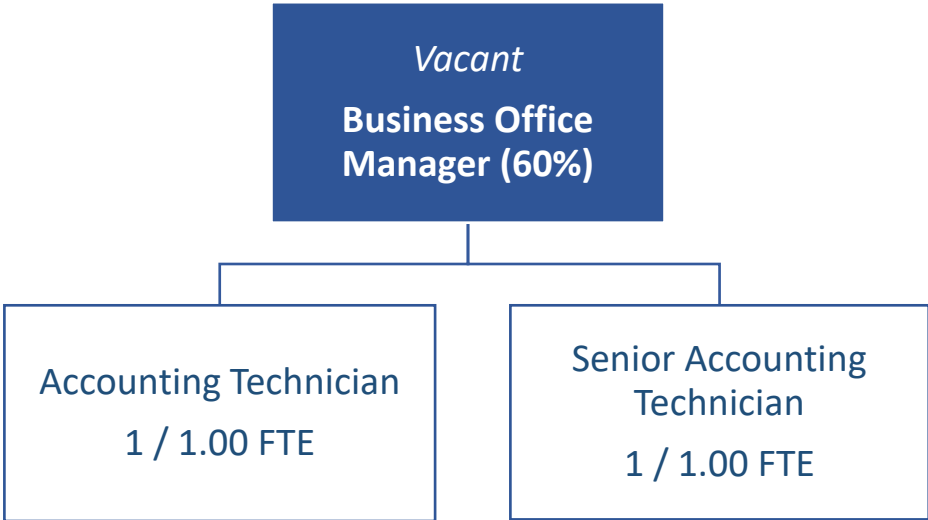 Vacant
Business Office
Manager (60%)
Accounting Technician
1 / 1.00 FTE
Senior Accounting
Technician
1 / 1.00 FTE